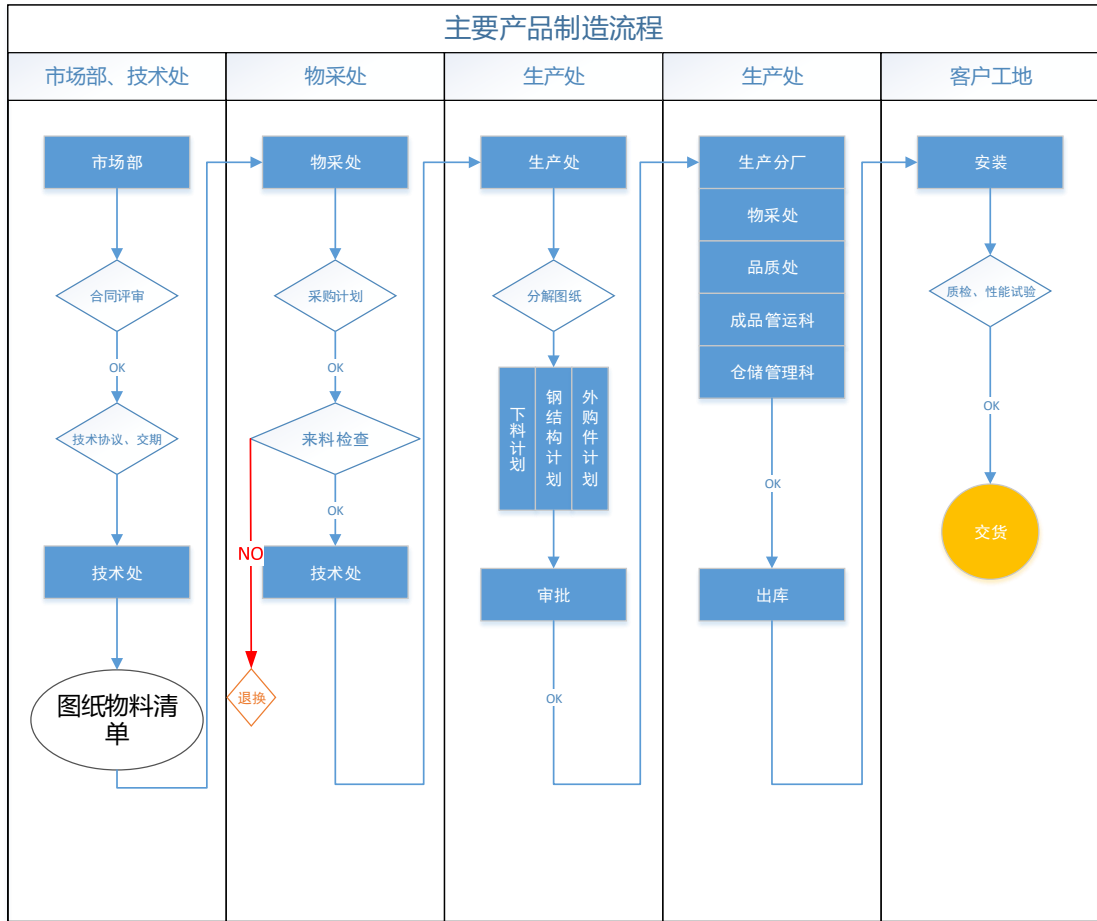 主要产品制造流程
市场部、技术处
物采处
生产处
生产处
客户工地
市场部
合同评审
OK
技术协议、交期
技术处
图纸物料清
单
物采处
采购计划
OK
来料检查
OK
NO
技术处
退换
生产处
分解图纸
下料计划
钢结构计划
外购件计划
审批
OK
生产分厂
物采处
品质处
成品管运科
仓储管理科
OK
出库
安装
质检、性能试验
OK
交货